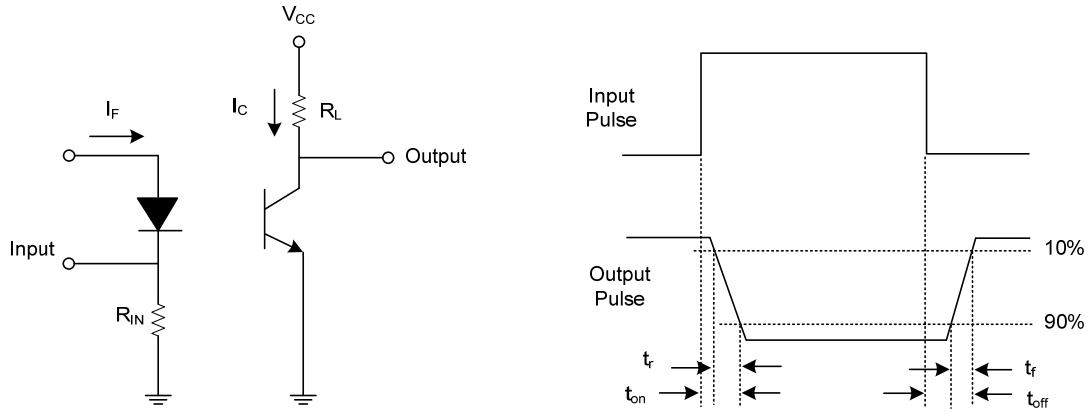 V_CC
I_F
I_C
R_L
Output
Input
R_IN
Input
Pulse
Output
Pulse
10%
90%
t_r
t_f
t_on
t_off